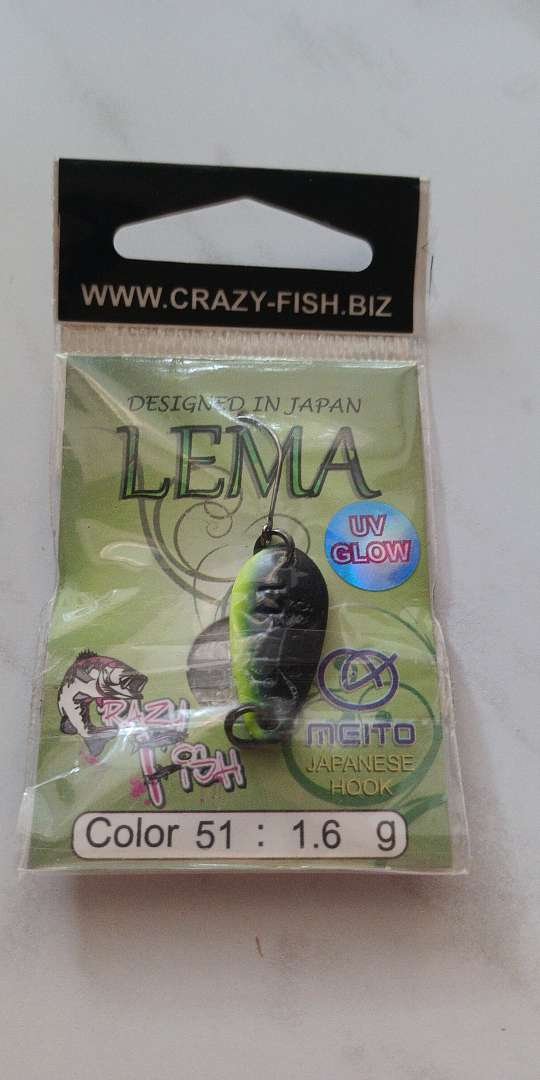 WWW.CRAZY-FISH.BIZ
DESIGNED IN JAPAN
LEMA
UV
GLOW
CRAZY
FISH
MEITO
JAPANESE
HOOK
Color 51 : 1.6 g